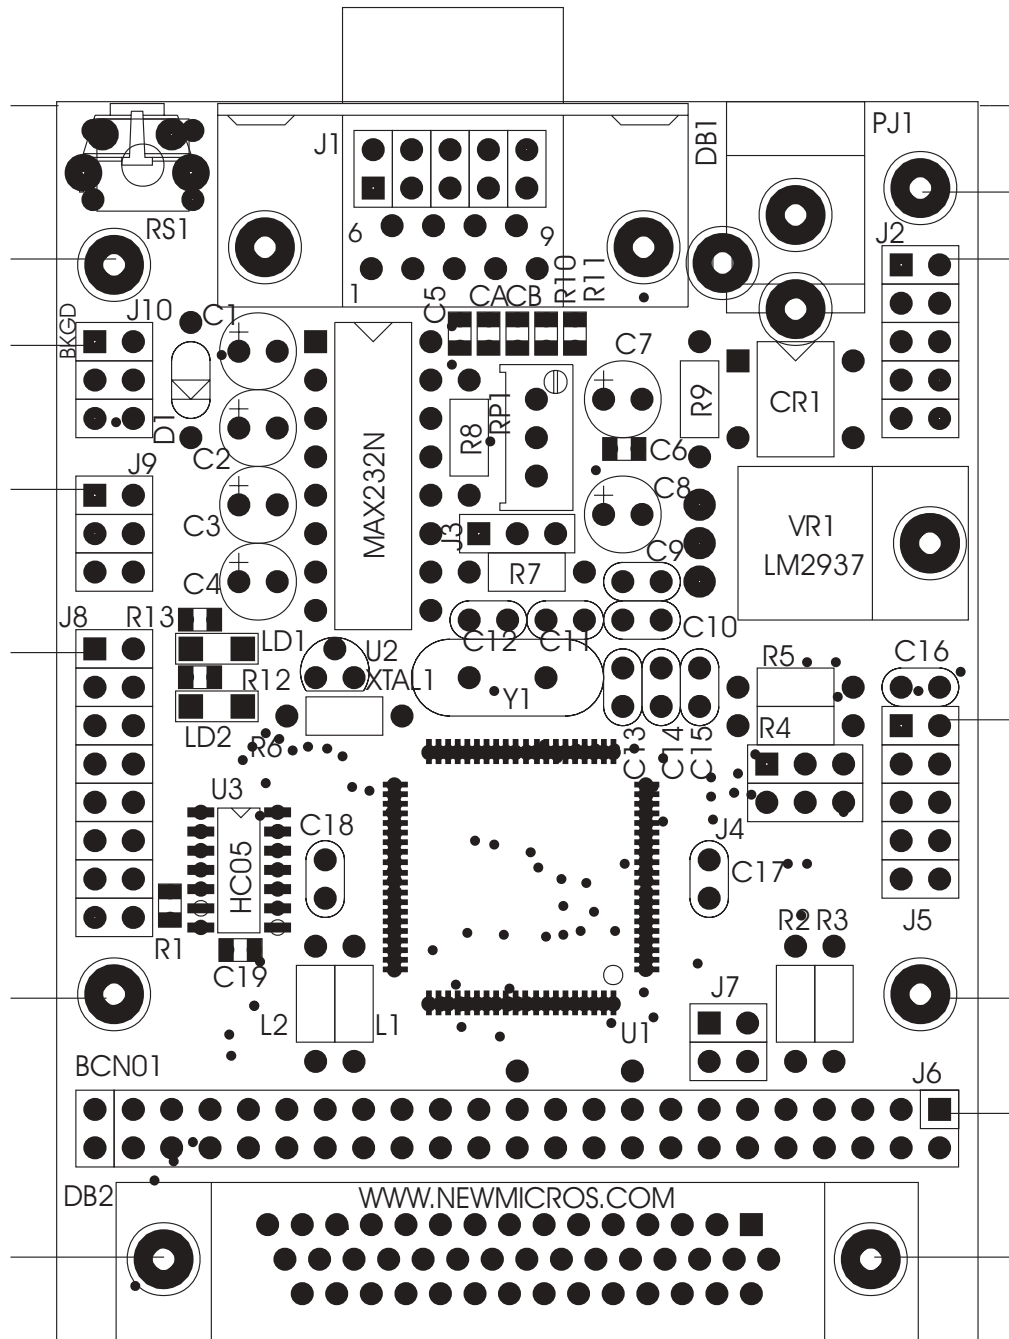 DB1
PJ1
J1
RS1
6
9
J2
1
R10
R11
BKGD
J10
C1
C5
CACB
C7
D1
R9
CR1
RP1
R8
C6
C2
J9
MAX232N
C8
C3
J3
VR1
LM2937
C9
R7
C4
J8
R13
LD1
U2
C12
C11
C10
R5
C16
R12
XTAL1
Y1
LD2
R6
C13
C14
C15
R4
U3
C18
J4
C17
HC05
R2
R3
J5
R1
C19
J7
L2
L1
U1
BCN01
J6
DB2
WWW.NEWMICROS.COM